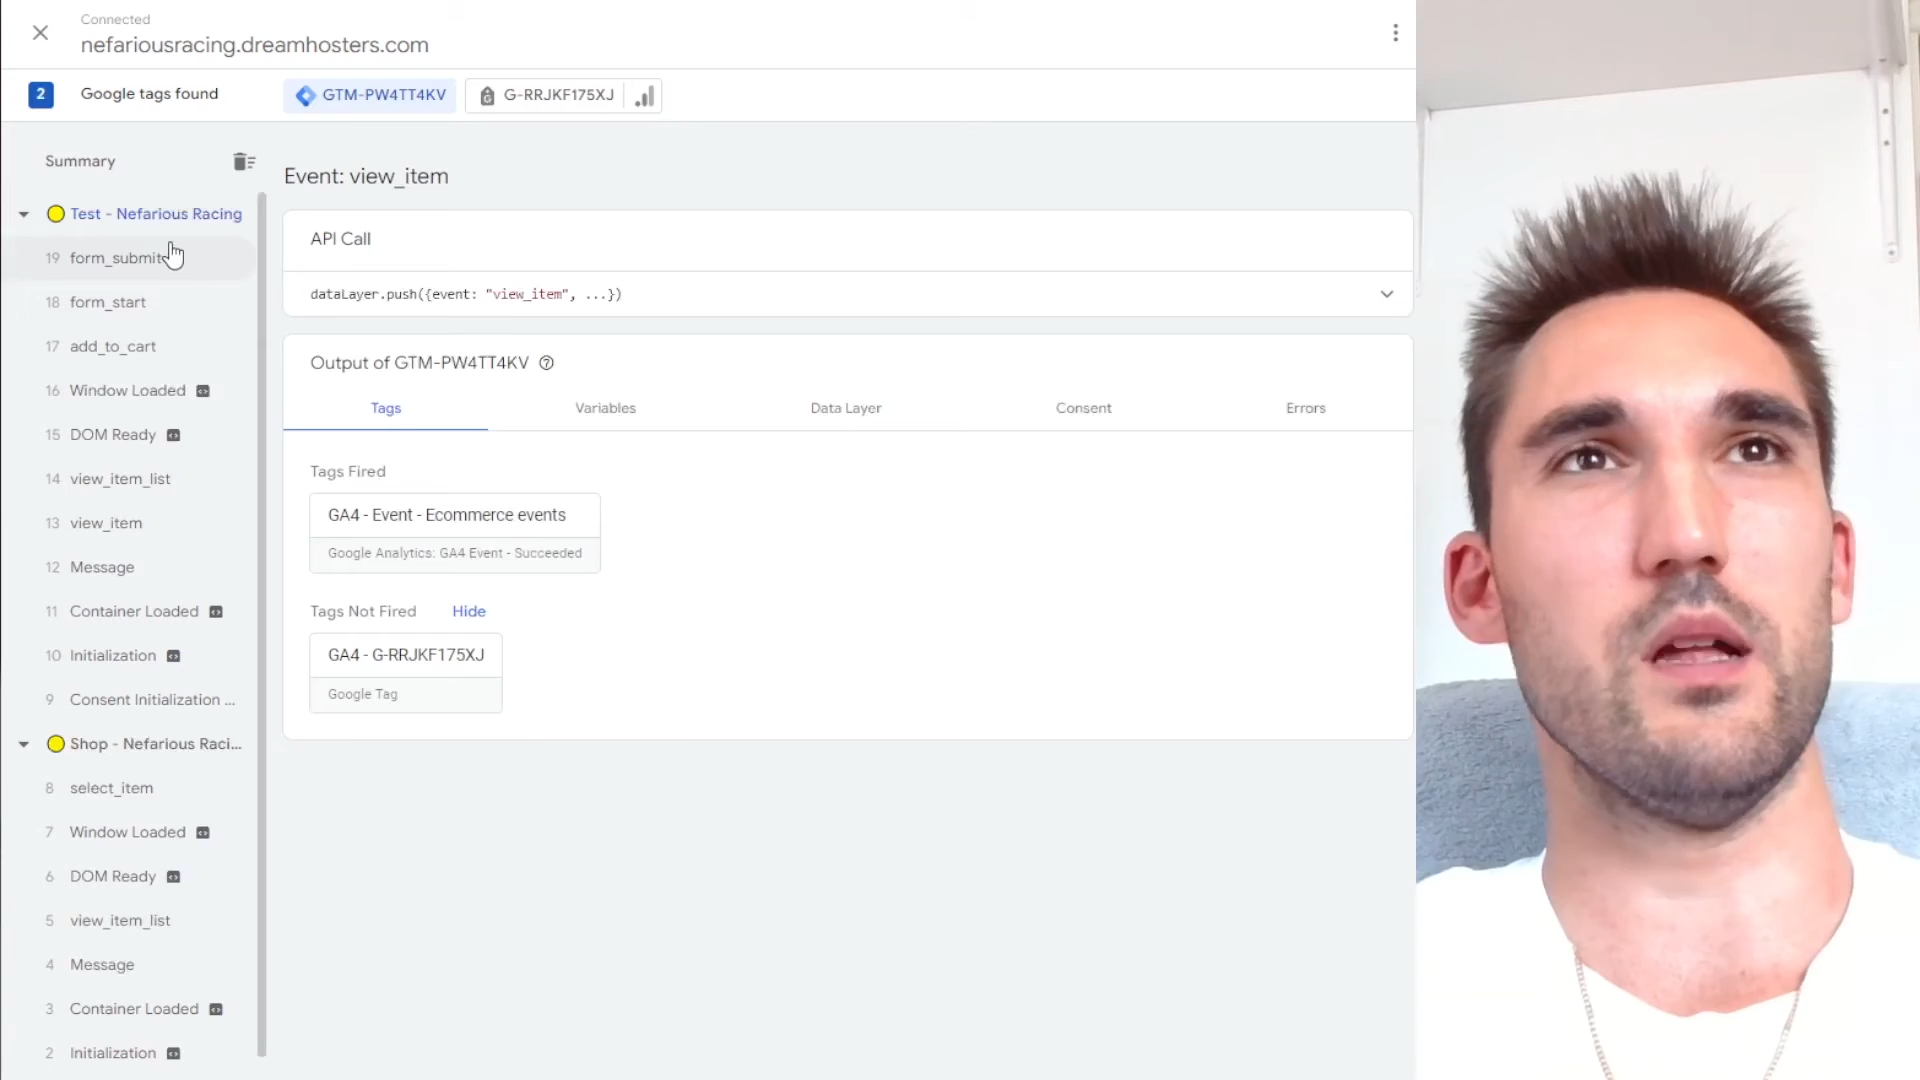 Connected
nefariousracing.dreamhosters.com
2 Google tags found GTM-PW4TT4KV G-RRJKF175XJ
Summary
Test - Nefarious Racing
19 form_submit
18 form_start
17 add_to_cart
16 Window Loaded
15 DOM Ready
14 view_item_list
13 view_item
12 Message
11 Container Loaded
10 Initialization
9 Consent Initialization ...
Shop - Nefarious Raci...
8 select_item
7 Window Loaded
6 DOM Ready
5 view_item_list
4 Message
3 Container Loaded
2 Initialization
Event: view_item
API Call
dataLayer.push({event: "view_item", ...})
Output of GTM-PW4TT4KV
Tags Variables Data Layer Consent Errors
Tags Fired
GA4 - Event - Ecommerce events
Google Analytics: GA4 Event - Succeeded
Tags Not Fired Hide
GA4 - G-RRJKF175XJ
Google Tag